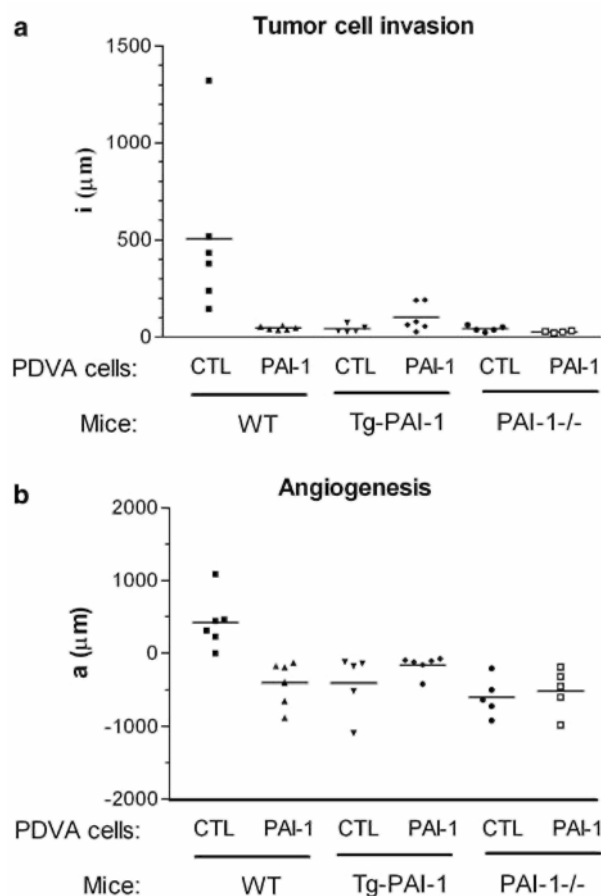 a
Tumor cell invasion
1500
1000
500
0
i (μm)
PDVA cells: CTL PAI-1 CTL PAI-1 CTL PAI-1
Mice: WT Tg-PAI-1 PAI-1-/-
b
Angiogenesis
2000
1000
0
-1000
-2000
a (μm)
PDVA cells: CTL PAI-1 CTL PAI-1 CTL PAI-1
Mice: WT Tg-PAI-1 PAI-1-/-